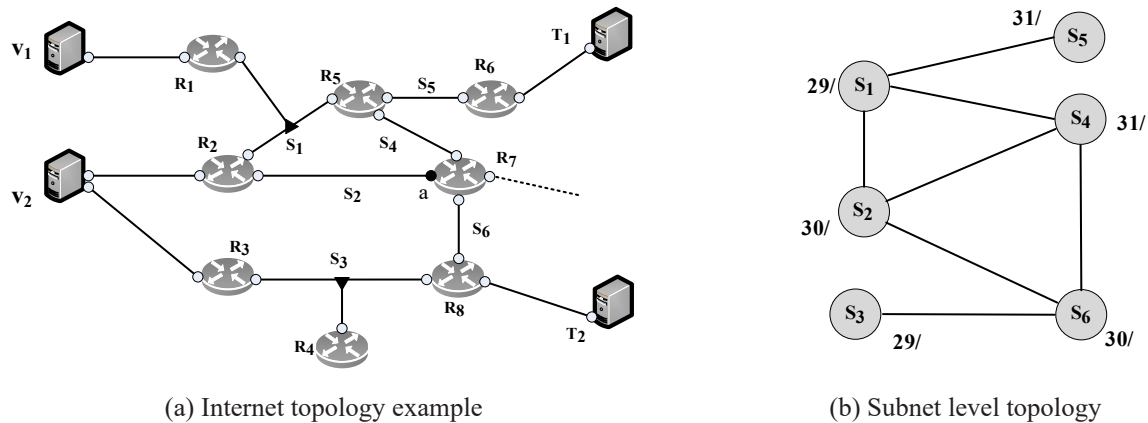 V1
R1
R5
S5
R6
T1
S1
S4
R2
R7
V2
S2
a
S6
R3
S3
R8
R4
T2
(a) Internet topology example
31/
S5
29/
S1
S4
31/
S2
30/
S3
29/
S6
30/
(b) Subnet level topology